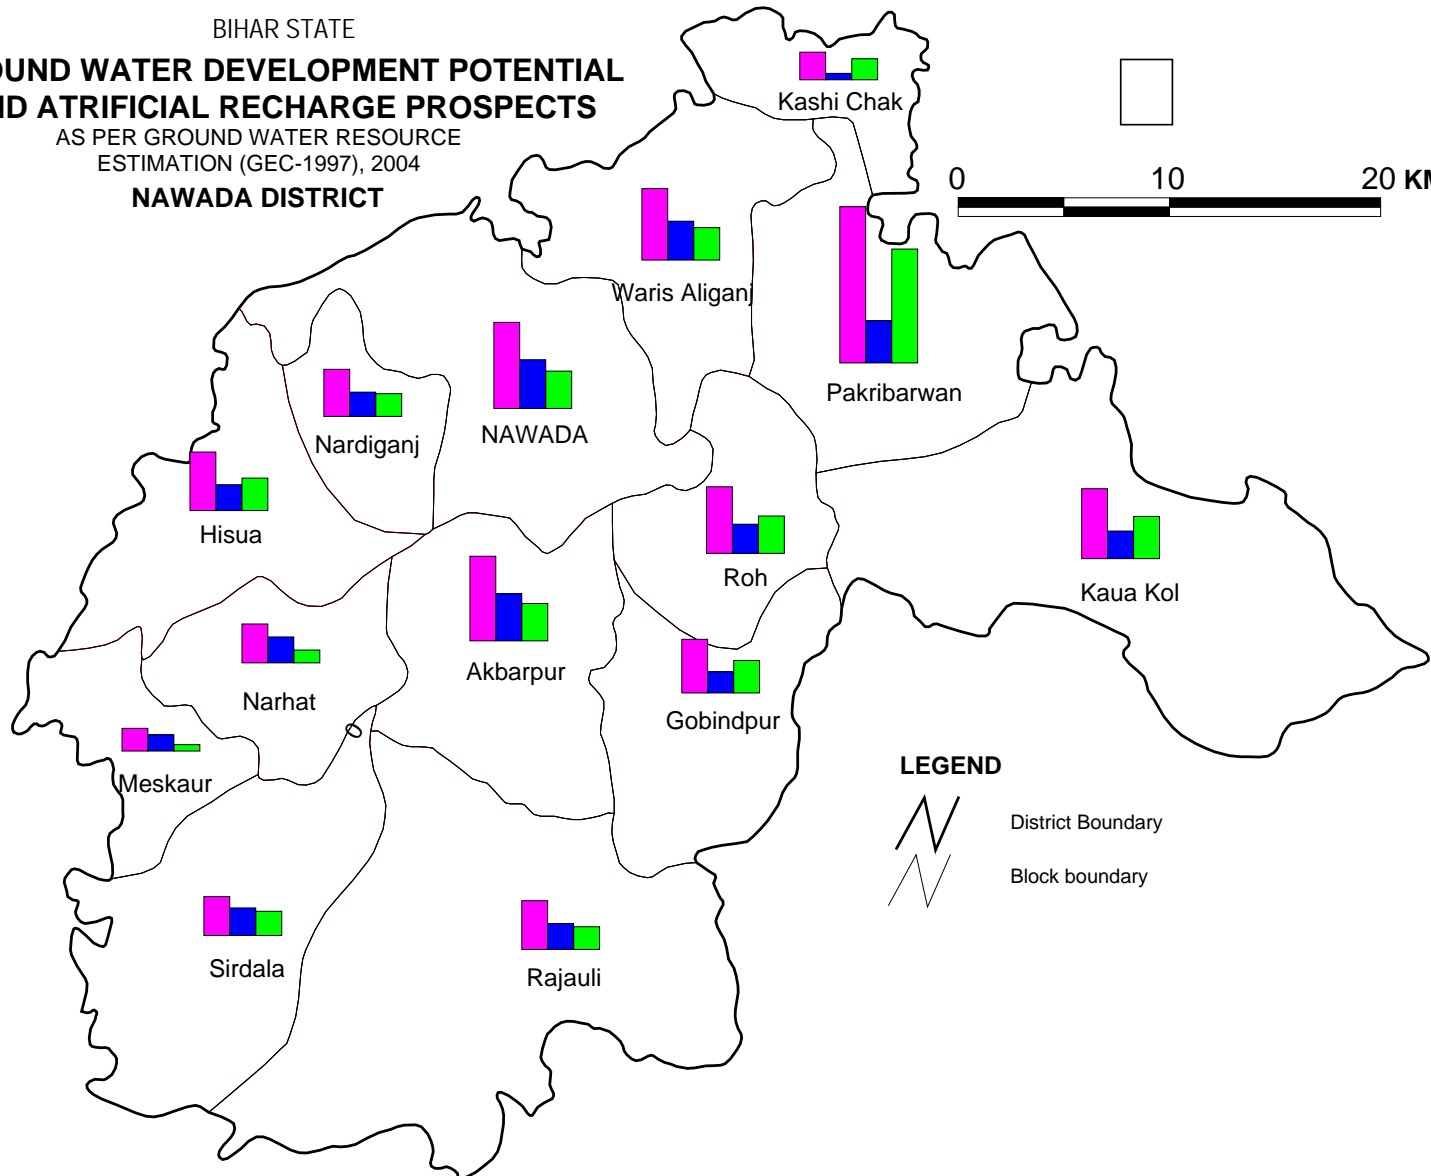 BIHAR STATE
OUND WATER DEVELOPMENT POTENTIAL
ND ATRIFICIAL RECHARGE PROSPECTS
AS PER GROUND WATER RESOURCE
ESTIMATION (GEC-1997), 2004
NAWADA DISTRICT
Kashi Chak
0 10 20 KM
Waris Aliganj
Pakribarwan
NAWADA
Nardiganj
Hisua
Roh
Kaua Kol
Akbarpur
Narhat
Gobindpur
Meskaur
LEGEND
District Boundary
Block boundary
Sirdala
Rajauli